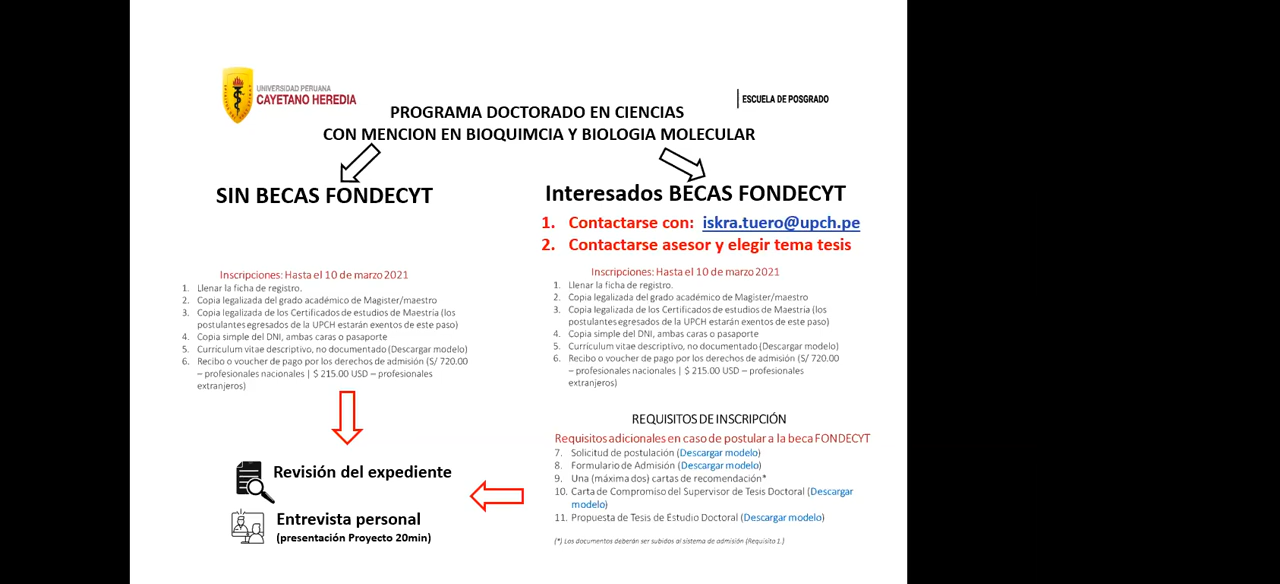 UNIVERSIDAD PERUANA
CAYETANO HEREDIA
ESCUELA DE POSGRADO
PROGRAMA DOCTORADO EN CIENCIAS
CON MENCION EN BIOQUIMCIA Y BIOLOGIA MOLECULAR
SIN BECAS FONDECYT
Inscripciones: Hasta el 10 de marzo 2021
1. Llenar la ficha de registro.
2. Copia legalizada del grado académico de Magister/maestro
3. Copia legalizada de los Certificados de estudios de Maestría (los
postulantes egresados de la UPCH estarán exentos de este paso)
4. Copia simple del DNI, ambas caras o pasaporte
5. Curriculum vitae descriptivo, no documentado (Descargar modelo)
6. Recibo o voucher de pago por los derechos de admisión (S/ 720.00
– profesionales nacionales | $ 215.00 USD – profesionales
extranjeros)
Interesados BECAS FONDECYT
1. Contactarse con: iskra.tuero@upch.pe
2. Contactarse asesor y elegir tema tesis
Inscripciones: Hasta el 10 de marzo 2021
1. Llenar la ficha de registro.
2. Copia legalizada del grado académico de Magíster/maestro
3. Copia legalizada de los Certificados de estudios de Maestría (los
postulantes egresados de la UPCH estarán exentos de este paso)
4. Copia simple del DNI, ambas caras o pasaporte
5. Curriculum vitae descriptivo, no documentado (Descargar modelo)
6. Recibo o voucher de pago por los derechos de admisión (S/ 720.00
– profesionales nacionales | $ 215.00 USD – profesionales
extranjeros)
REQUISITOS DE INSCRIPCIÓN
Requisitos adicionales en caso de postular a la beca FONDECYT
7. Solicitud de postulación (Descargar modelo)
8. Formulario de Admisión (Descargar modelo)
9. Una (máxima dos) cartas de recomendación*
10. Carta de Compromiso del Supervisor de Tesis Doctoral (Descargar
modelo)
11. Propuesta de Tesis de Estudio Doctoral (Descargar modelo)
(*) Los documentos deberán ser subidos al sistema de admisión (Requisito 1.)
Revisión del expediente
Entrevista personal
(presentación Proyecto 20min)